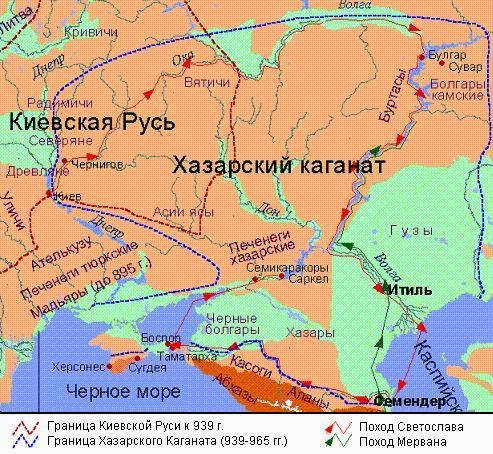 Литва
Кривичи
Волга
Днепр
Ока
Вятичи
Булгар
Сувар
Болгары
камские
Буртасы
Радимичи
Киевская Русь
Северяне
Чернигов
Хазарский каганат
Древляне
Киев
Уличи
Асии ясы
Дон
Гузы
Днепр
Ателькузу
Печенеги тюркские
Мадьяры (до 895 г.)
Печенеги
хазарские
Семикаракоры
Саркел
Волга
Итиль
Черные
болгары
Хазары
Боспор
Таматарха
Херсонес
Сугдея
Касоги
Аланы
Абхазы
Каспийск
Черное море
Семендер
Граница Киевской Руси к 939 г.
Граница Хазарского Каганата (939-965 гг.)
Поход Светослава
Поход Мервана